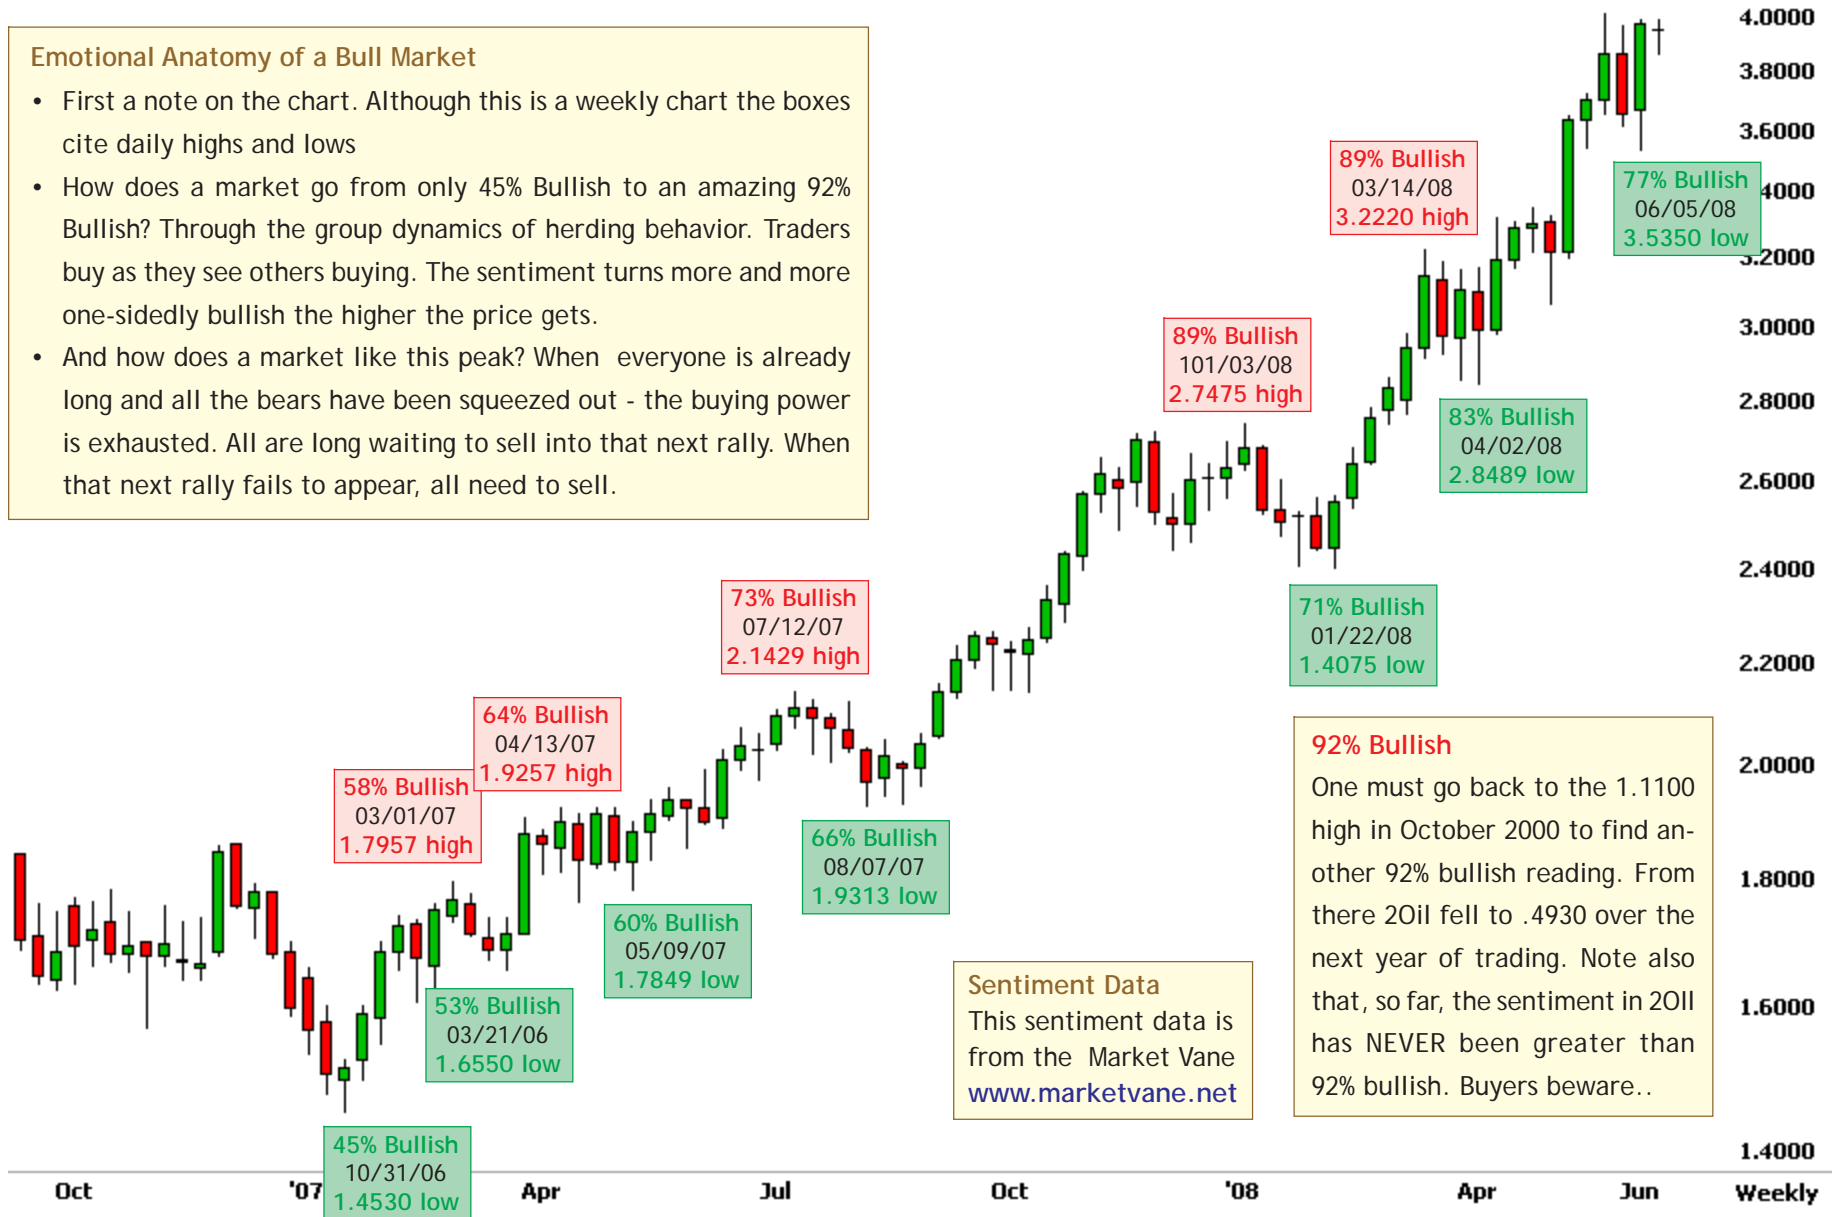 Emotional Anatomy of a Bull Market
• First a note on the chart. Although this is a weekly chart the boxes
cite daily highs and lows
• How does a market go from only 45% Bullish to an amazing 92%
Bullish? Through the group dynamics of herding behavior. Traders
buy as they see others buying. The sentiment turns more and more
one-sidedly bullish the higher the price gets.
• And how does a market like this peak? When everyone is already
long and all the bears have been squeezed out - the buying power
is exhausted. All are long waiting to sell into that next rally. When
that next rally fails to appear, all need to sell.
89% Bullish
03/14/08
3.2220 high
77% Bullish
06/05/08
3.5350 low
89% Bullish
101/03/08
2.7475 high
83% Bullish
04/02/08
2.8489 low
73% Bullish
07/12/07
2.1429 high
71% Bullish
01/22/08
1.4075 low
64% Bullish
04/13/07
1.9257 high
58% Bullish
03/01/07
1.7957 high
66% Bullish
08/07/07
1.9313 low
60% Bullish
05/09/07
1.7849 low
53% Bullish
03/21/06
1.6550 low
45% Bullish
10/31/06
1.4530 low
Sentiment Data
This sentiment data is
from the Market Vane
www.marketvane.net
92% Bullish
One must go back to the 1.1100
high in October 2000 to find an-
other 92% bullish reading. From
there 2Oil fell to .4930 over the
next year of trading. Note also
that, so far, the sentiment in 2OIl
has NEVER been greater than
92% bullish. Buyers beware..
4.0000
3.8000
3.6000
.4000
3.2000
3.0000
2.8000
2.6000
2.4000
2.2000
2.0000
1.8000
1.6000
1.4000
Oct '07 Apr Jul Oct '08 Apr Jun Weekly